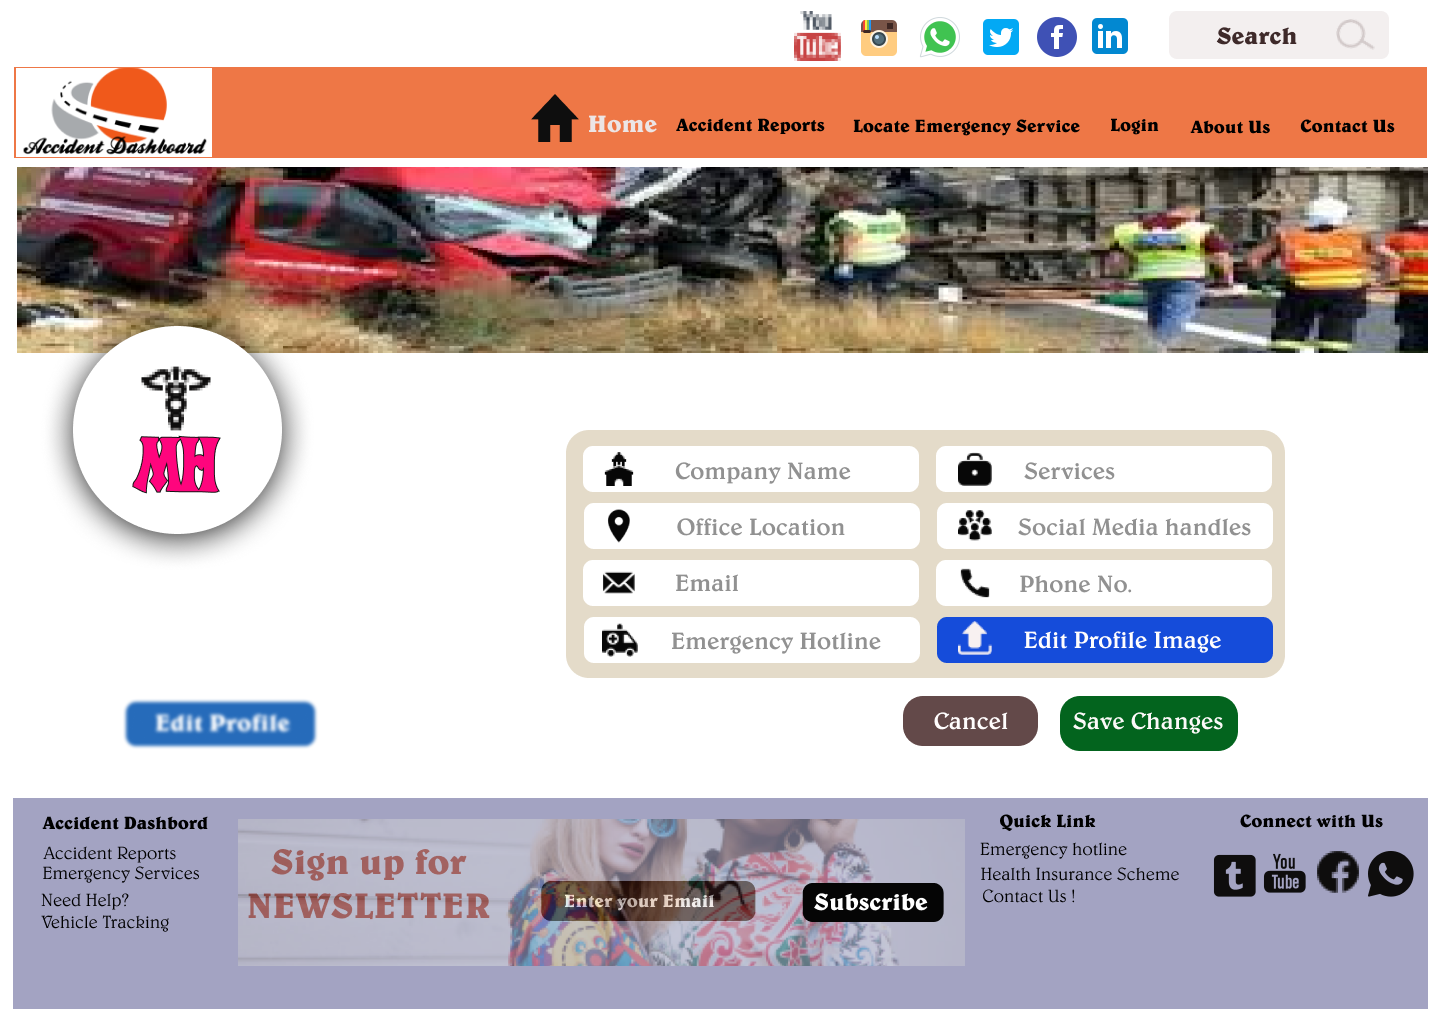 You
Tube
Search
Accident Dashboard
Home
Accident Reports
Locate Emergency Service
Login
About Us
Contact Us
MH
Company Name
Services
Office Location
Social Media handles
Email
Phone No.
Emergency Hotline
Edit Profile Image
Edit Profile
Cancel
Save Changes
Accident Dashbord
Accident Reports
Emergency Services
Need Help?
Vehicle Tracking
Sign up for
NEWSLETTER
Enter your Email
Subscribe
Quick Link
Emergency hotline
Health Insurance Scheme
Contact Us !
Connect with Us
You
Tube